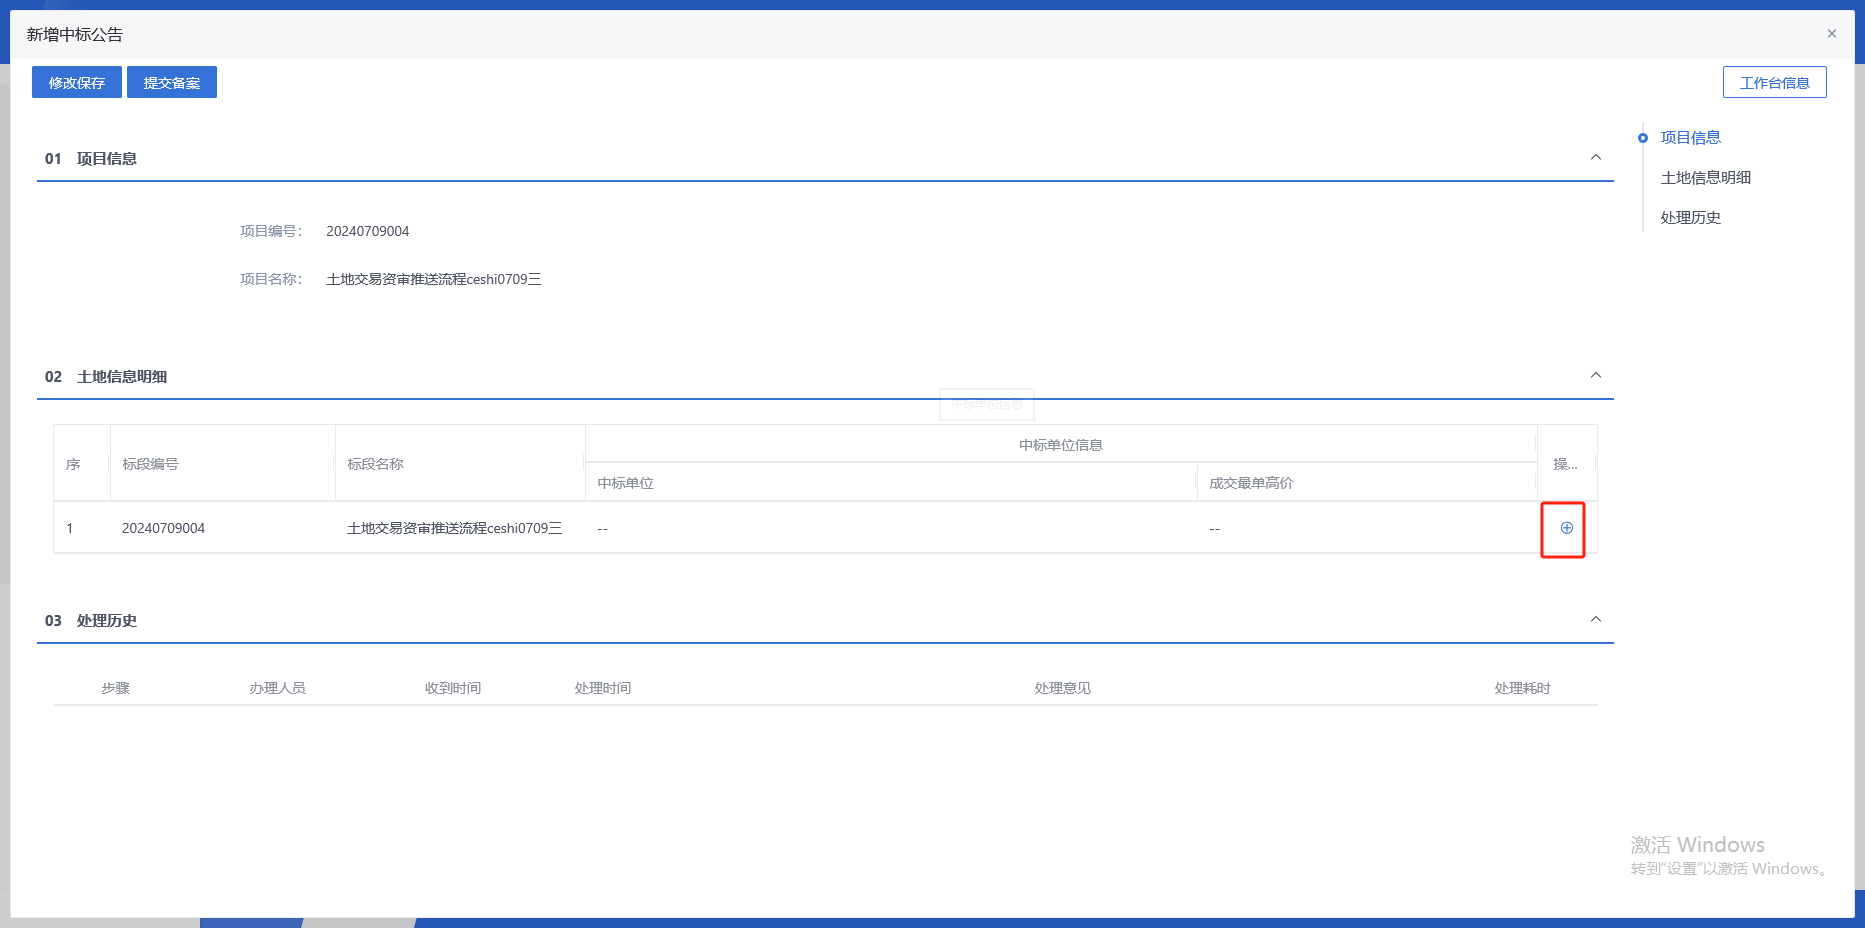 新增中标公告
修改保存 提交备案 工作台信息
项目信息
土地信息明细
处理历史
01 项目信息
项目编号： 20240709004
项目名称： 土地交易资审推送流程ceshi0709三
02 土地信息明细
中标单位信息
序 标段编号 标段名称 中标单位信息 操...
中标单位 成交最单高价
1 20240709004 土地交易资审推送流程ceshi0709三 -- --
03 处理历史
步骤 办理人员 收到时间 处理时间 处理意见 处理耗时
激活 Windows
转到“设置”以激活 Windows。